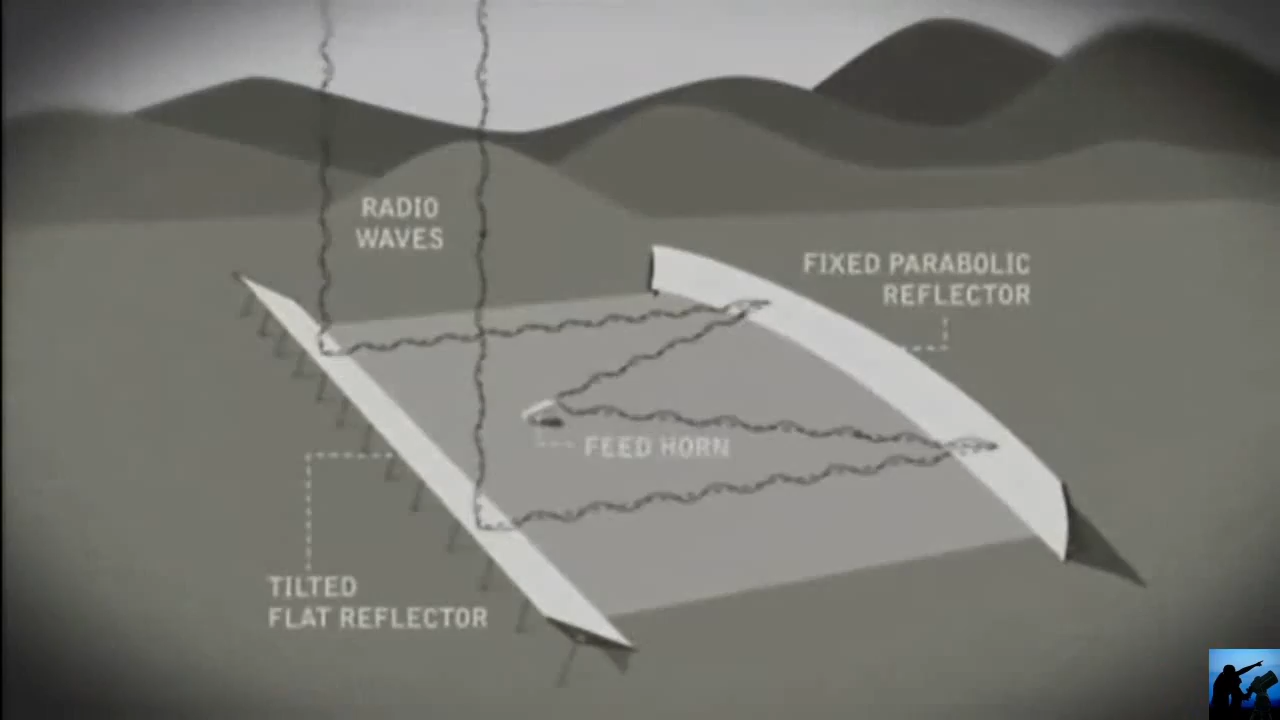 RADIO
WAVES
FIXED PARABOLIC
REFLECTOR
FEED HORN
TILTED
FLAT REFLECTOR